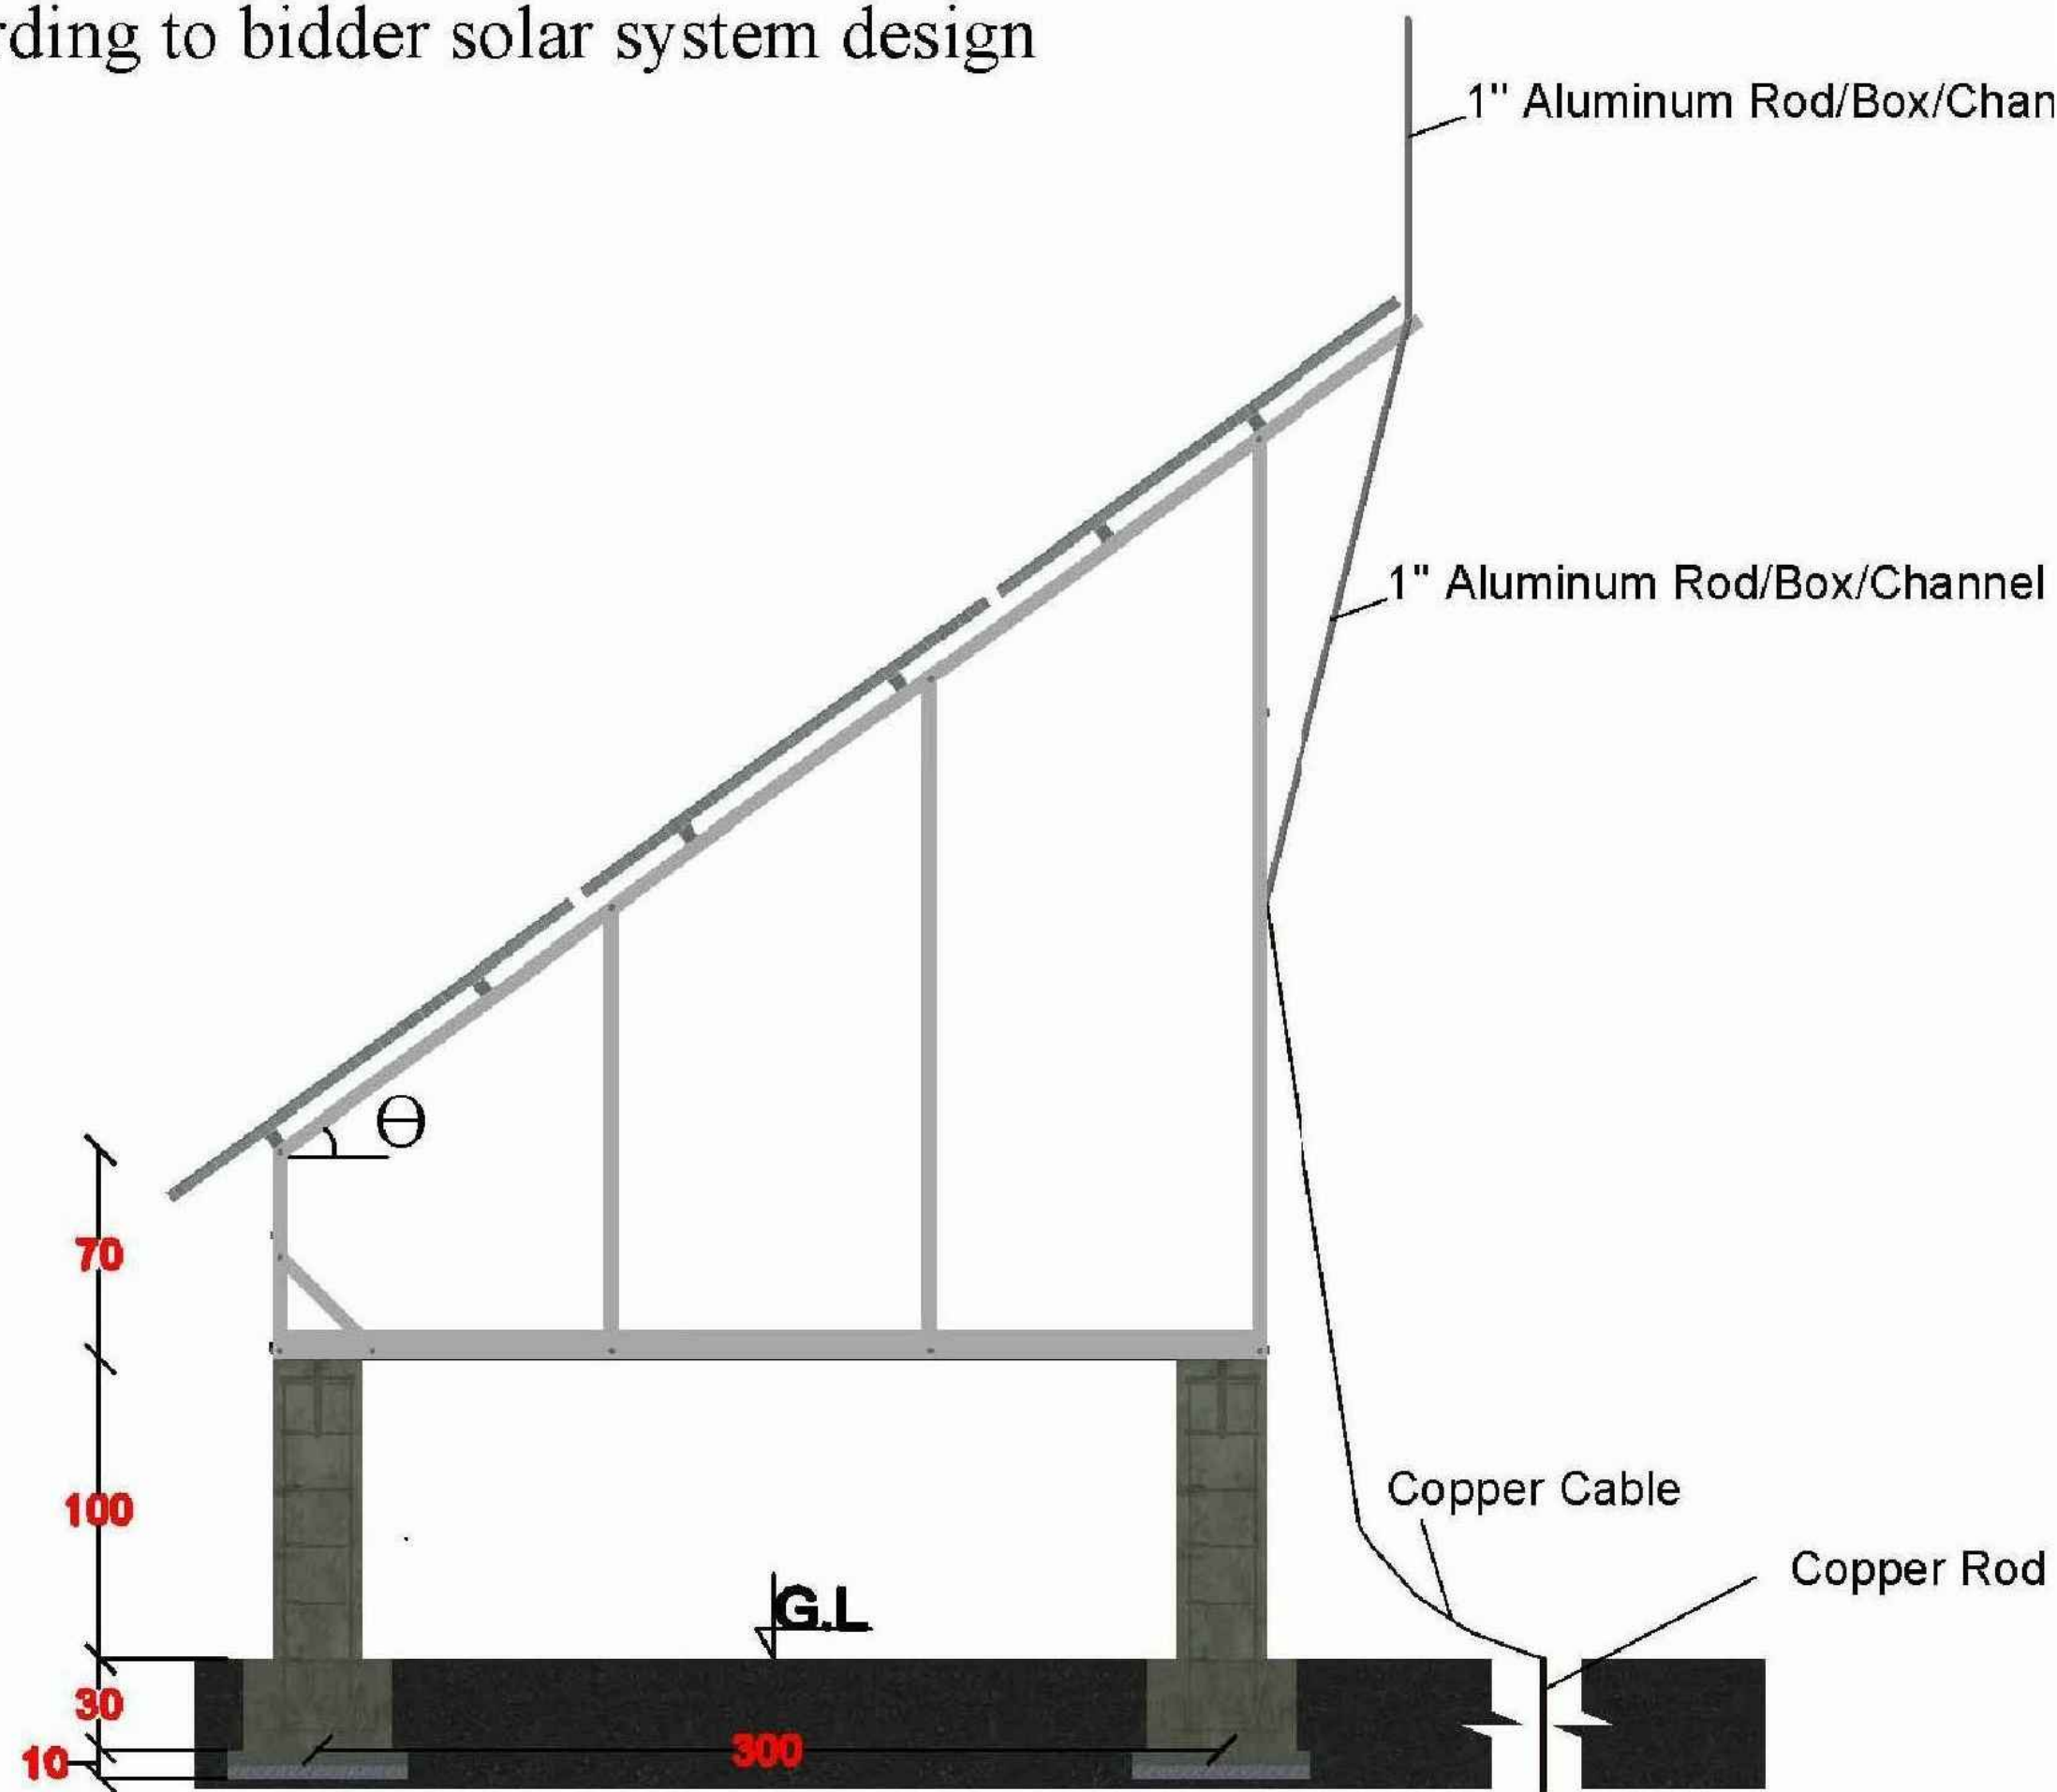 rding to bidder solar system design
1" Aluminum Rod/Box/Chan
1" Aluminum Rod/Box/Channel
θ
70
100
Copper Cable
Copper Rod
G.L
30
300
10